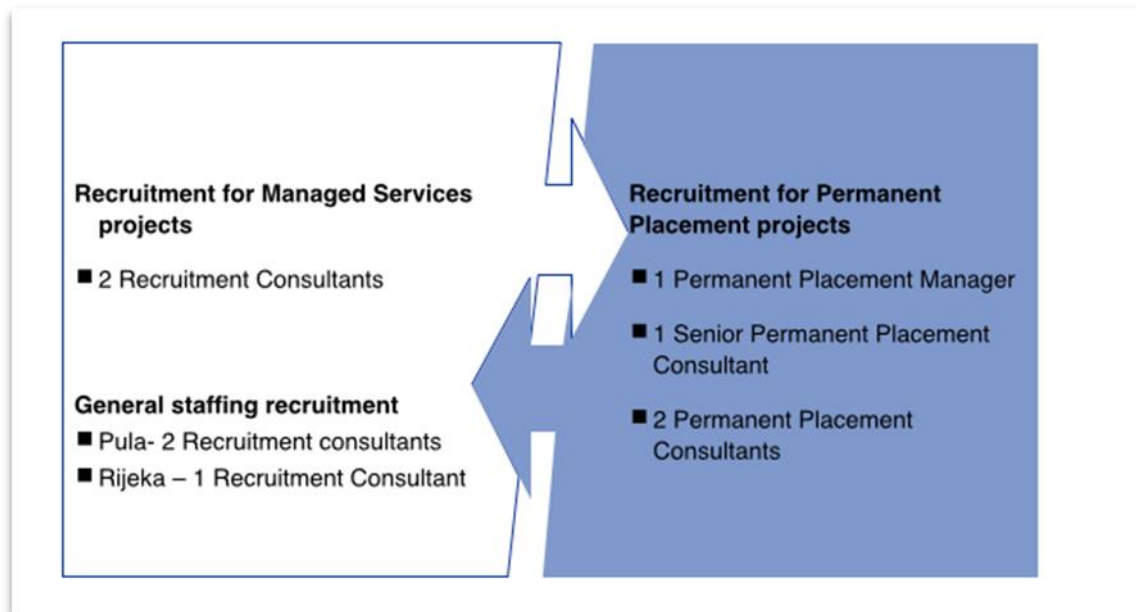 Recruitment for Managed Services
projects
■ 2 Recruitment Consultants
General staffing recruitment
■ Pula- 2 Recruitment consultants
■ Rijeka – 1 Recruitment Consultant
Recruitment for Permanent
Placement projects
■ 1 Permanent Placement Manager
■ 1 Senior Permanent Placement
Consultant
■ 2 Permanent Placement
Consultants